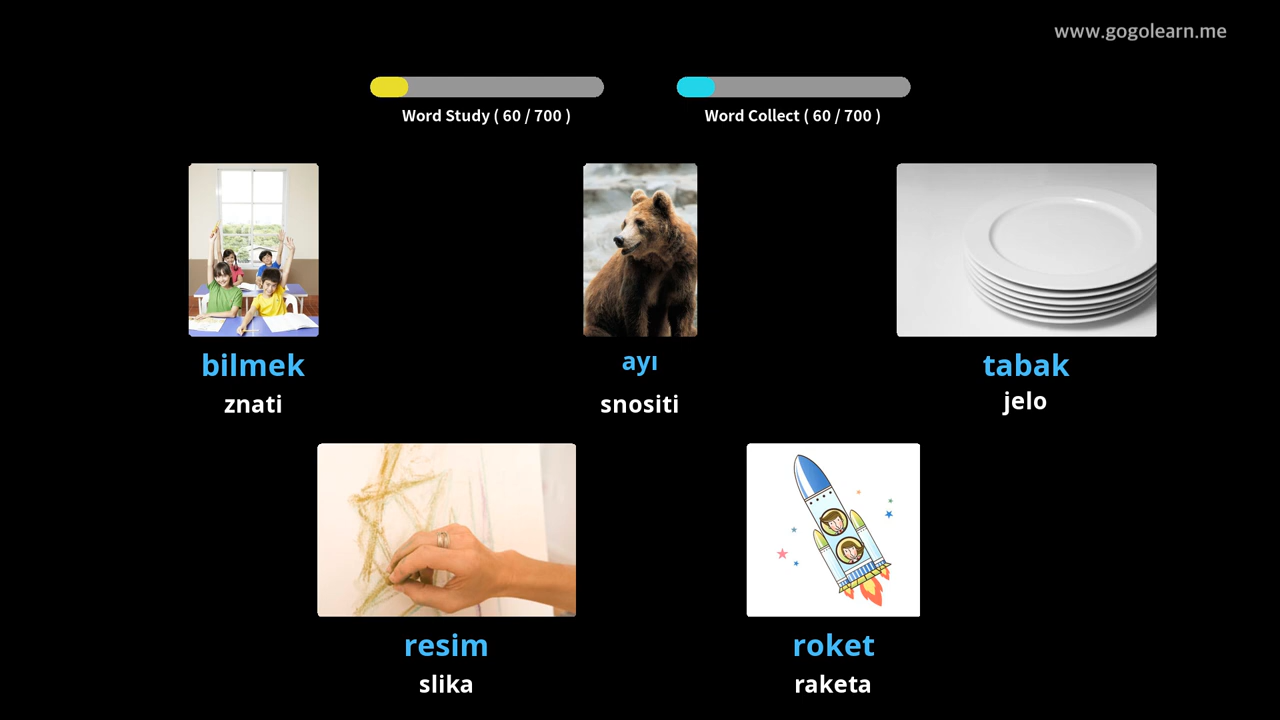 www.gogolearn.me
Word Study ( 60 / 700 )
Word Collect ( 60 / 700 )
bilmek
znati
ayı
snositi
tabak
jelo
resim
slika
roket
raketa